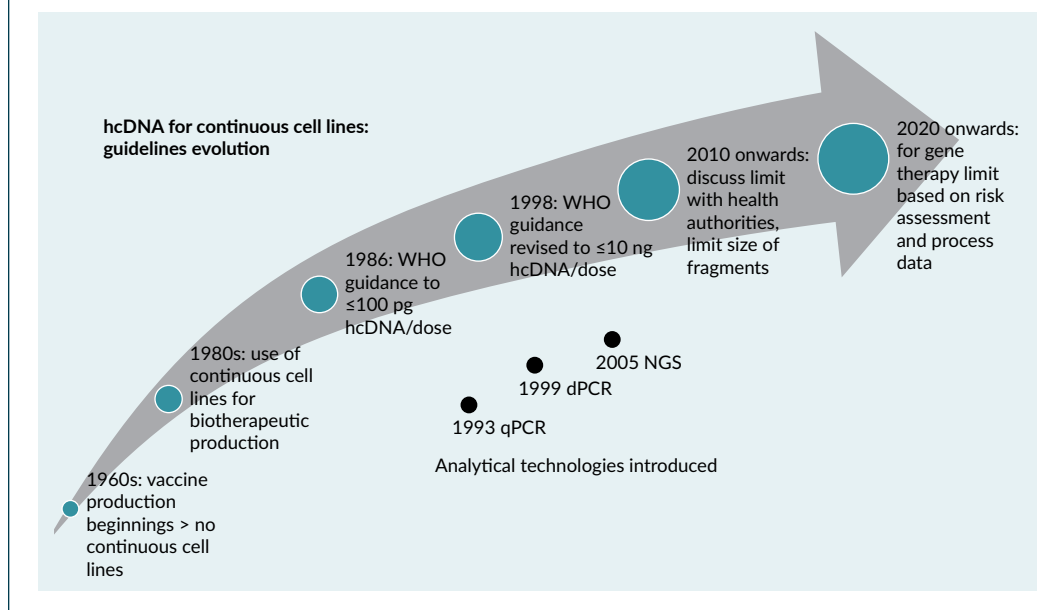 hcDNA for continuous cell lines:
guidelines evolution
1960s: vaccine
production
beginnings > no
continuous cell
lines
1980s: use of
continuous cell
lines for
biotherapeutic
production
1986: WHO
guidance to
≤100 pg
hcDNA/dose
1998: WHO
guidance
revised to ≤10 ng
hcDNA/dose
2010 onwards:
discuss limit
with health
authorities,
limit size of
fragments
2020 onwards:
for gene
therapy limit
based on risk
assessment
and process
data
1993 qPCR
1999 dPCR
2005 NGS
Analytical technologies introduced